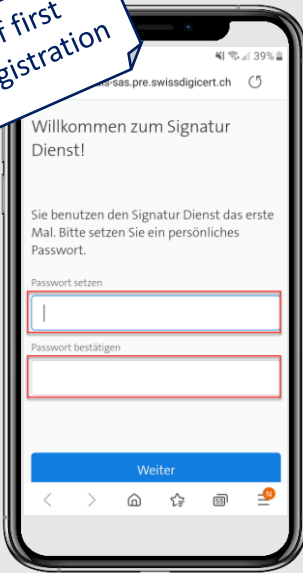 f first
gistration
39%
-sas.pre.swissdigicert.ch
Willkommen zum Signatur
Dienst!
Sie benutzen den Signatur Dienst das erste
Mal. Bitte setzen Sie ein persönliches
Passwort.
Passwort setzen
Passwort bestätigen
Weiter
N